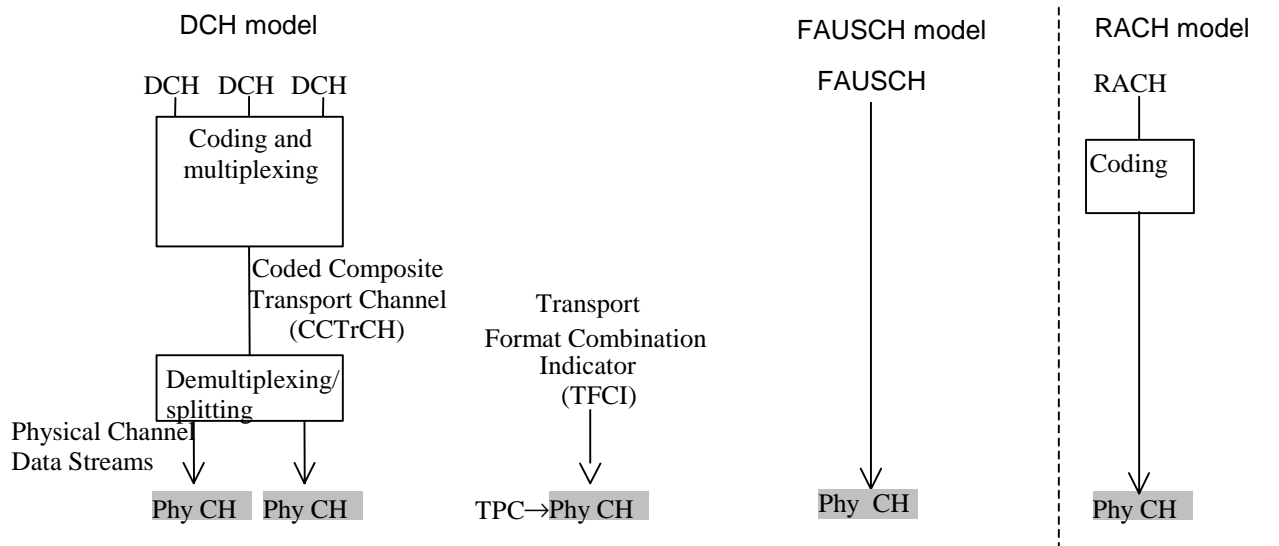 DCH model
FAUSCH model
RACH model
DCH DCH DCH
FAUSCH
RACH
Coding and
multiplexing
Coding
Coded Composite
Transport Channel
(CCTrCH)
Transport
Format Combination
Indicator
(TFCI)
Demultiplexing/
splitting
Physical Channel
Data Streams
Phy CH Phy CH
TPC→Phy CH
Phy CH
Phy CH